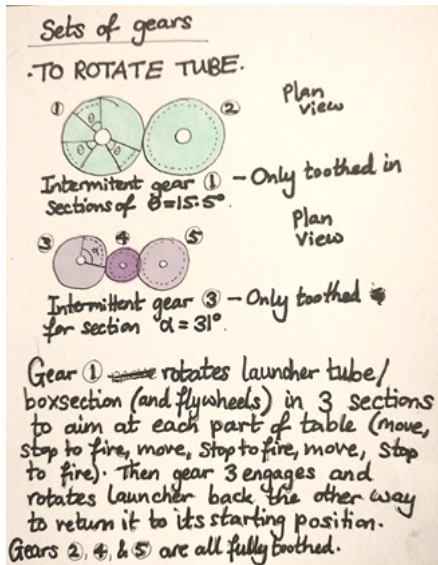 Sets of gears
·TO ROTATE TUBE·
Plan
view
① ②
θ
θ θ
Intermitent gear ① – Only toothed in
sections of θ=15.5°.
Plan
View
③ ④ ⑤
α
Intermittent gear ③ – Only toothed
for section α = 31°.
Gear ① rotates launcher tube/
boxsection (and flywheels) in 3 sections
to aim at each part of table (move,
stop to fire, move, Stop to fire, move, Stop
to fire). Then gear 3 engages and
rotates launcher back the other way
to return it to its starting position.
Gears ②, ④, & ⑤ are all fully toothed.